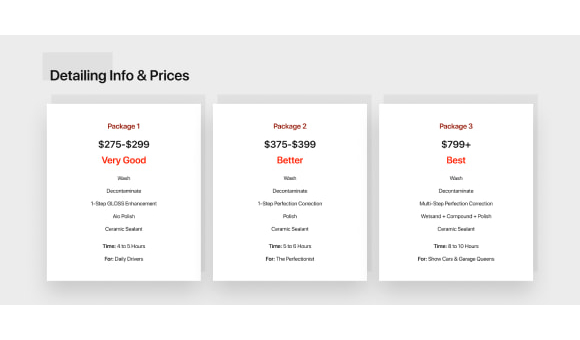 Detailing Info & Prices
Package 1
$275-$299
Very Good
Wash
Decontaminate
1-Step GLOSS Enhancement
Aio Polish
Ceramic Sealant
Time: 4 to 5 Hours
For: Daily Drivers
Package 2
$375-$399
Better
Wash
Decontaminate
1-Step Perfection Correction
Polish
Ceramic Sealant
Time: 5 to 6 Hours
For: The Perfectionist
Package 3
$799+
Best
Wash
Decontaminate
Multi-Step Perfection Correction
Wetsand + Compound + Polish
Ceramic Sealant
Time: 8 to 10 Hours
For: Show Cars & Garage Queens